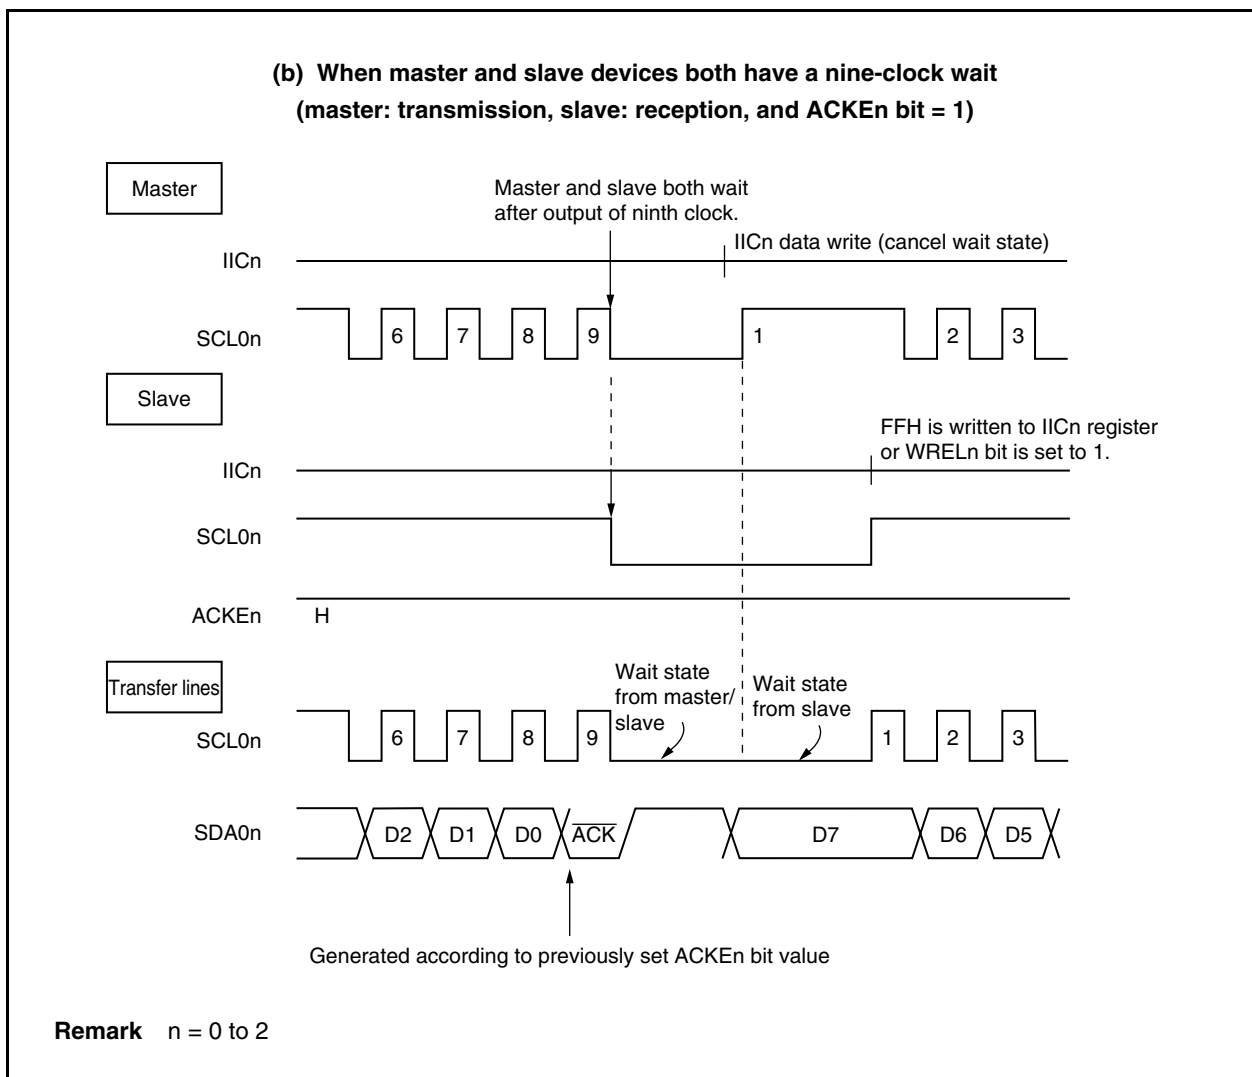 (b) When master and slave devices both have a nine-clock wait
(master: transmission, slave: reception, and ACKEn bit = 1)
Master
Master and slave both wait
after output of ninth clock.
IICn
IICn data write (cancel wait state)
SCL0n
6 7 8 9 1 2 3
Slave
FFH is written to IICn register
or WRELn bit is set to 1.
IICn
SCL0n
ACKEn
H
Transfer lines
Wait state
from master/
slave
Wait state
from slave
SCL0n
6 7 8 9 1 2 3
SDA0n
D2 D1 D0 ACK D7 D6 D5
Generated according to previously set ACKEn bit value
Remark n = 0 to 2